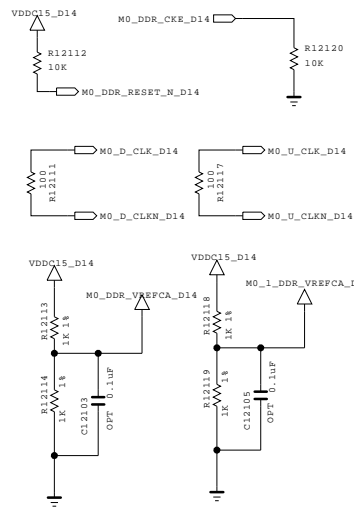 VDDC15_D14
M0_DDR_CKE_D14
R12112
10K
R12120
10K
M0_DDR_RESET_N_D14
M0_D_CLK_D14
M0_U_CLK_D14
100
R12111
100
R12117
M0_D_CLKN_D14
M0_U_CLKN_D14
VDDC15_D14
VDDC15_D14
M0_DDR_VREFCA_D14
M0_1_DDR_VREFCA_D
R12113
1K 1%
R12118
1K 1%
R12114
1K 1%
C12103
OPT 0.1uF
R12119
1K 1%
C12105
OPT 0.1uF